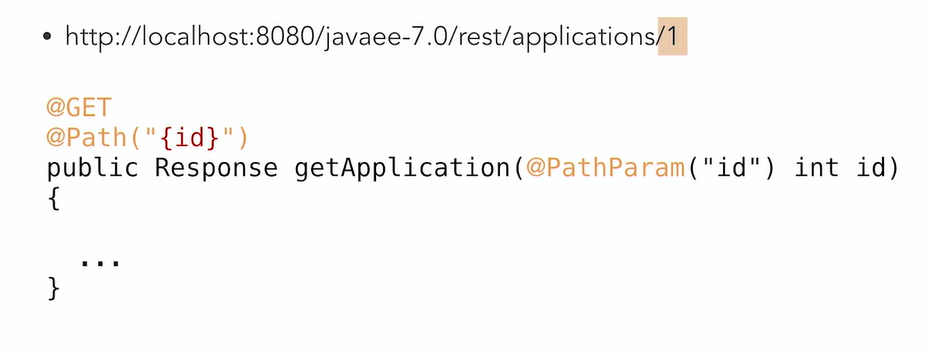 • http://localhost:8080/javaee-7.0/rest/applications/1
@GET
@Path("{id}")
public Response getApplication(@PathParam("id") int id)
{
...
}